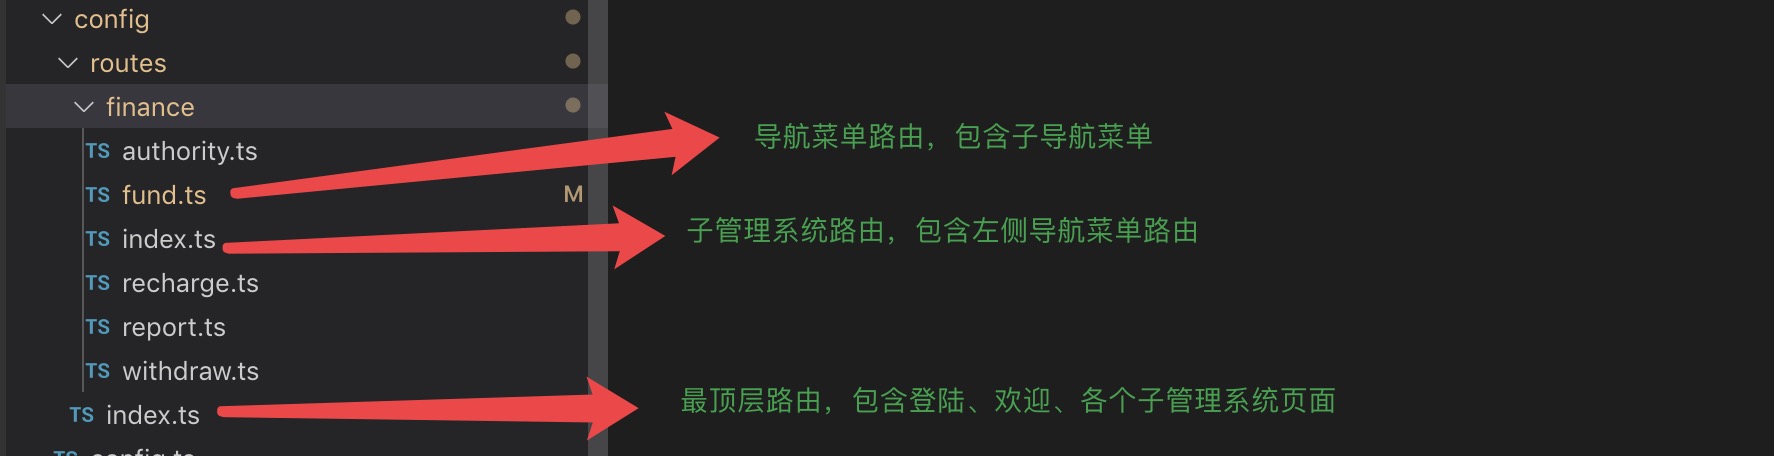 config
routes
finance
TS authority.ts
导航菜单路由，包含子导航菜单
TS fund.ts M
子管理系统路由，包含左侧导航菜单路由
TS index.ts
TS recharge.ts
TS report.ts
TS withdraw.ts
最顶层路由，包含登陆、欢迎、各个子管理系统页面
TS index.ts
TS config.ts